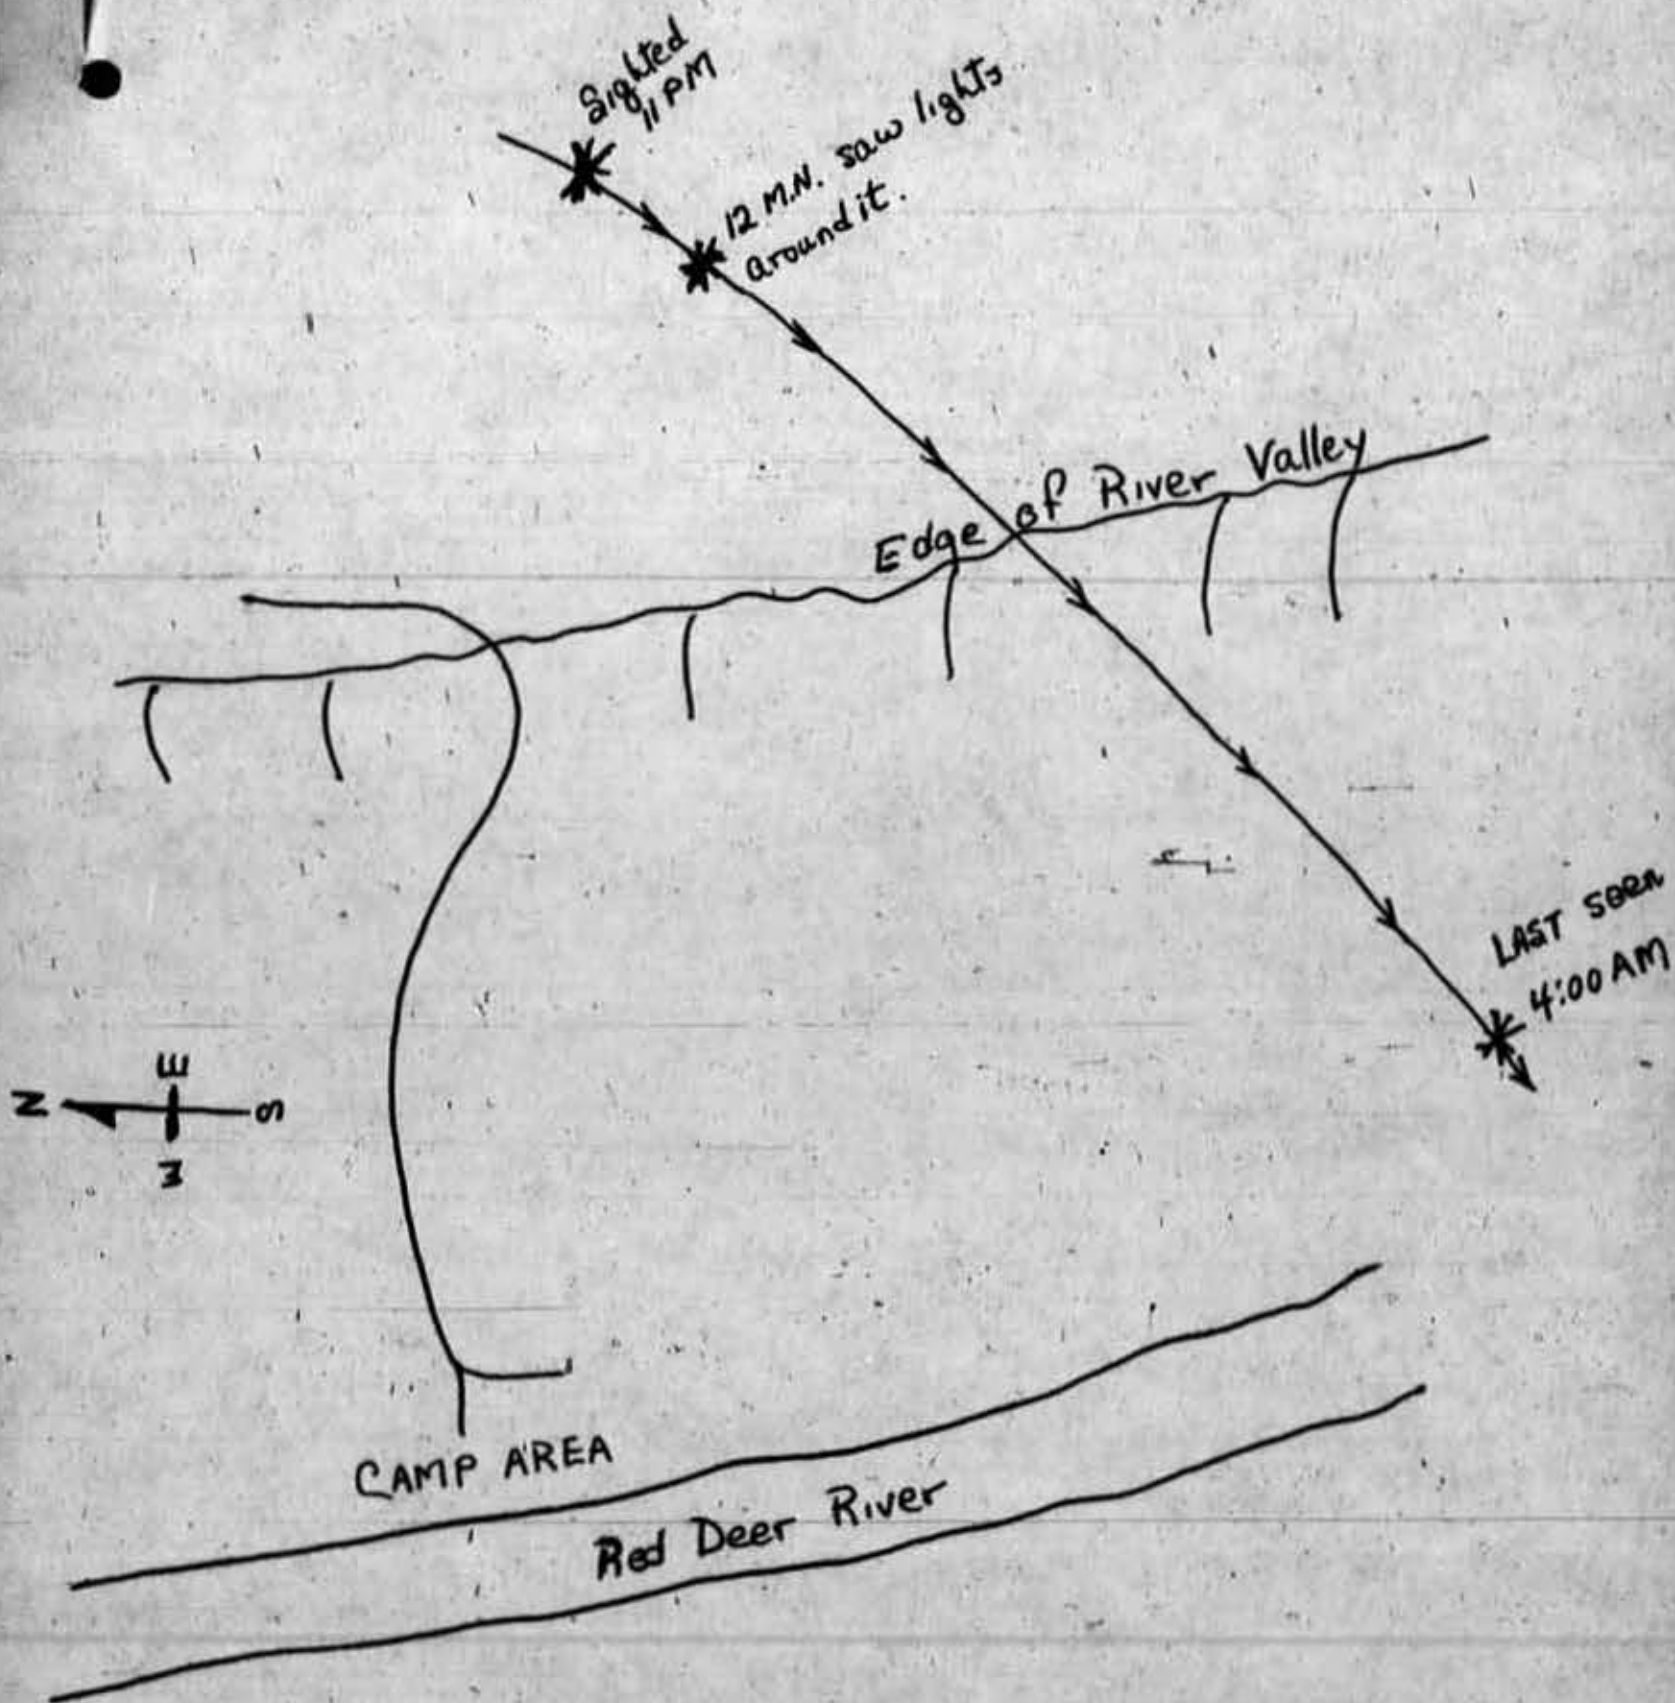 Sighted
11 PM
12 M.N. saw lights
around it.
Edge of River Valley
LAST seen
4:00 AM
E
N S
W
CAMP AREA
Red Deer River